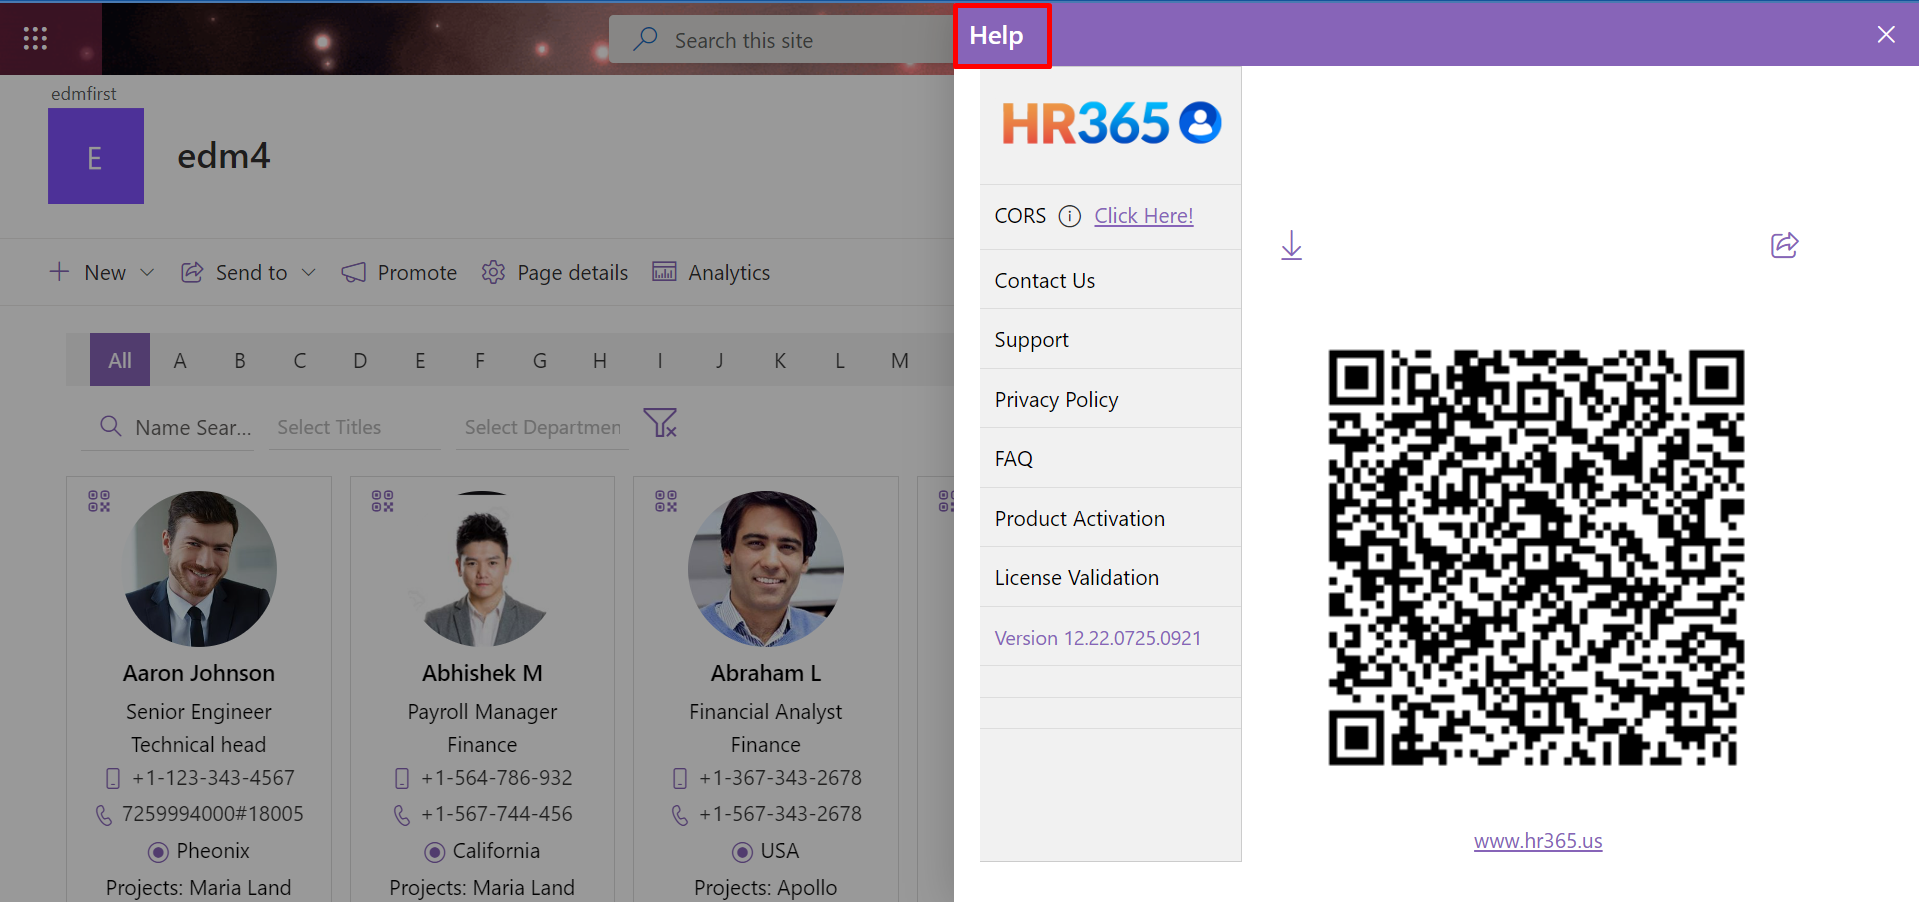 Search this site
Help
edmfirst
E
edm4
New
Send to
Promote
Page details
Analytics
All A B C D E F G H I J K L M
Name Sear...
Select Titles
Select Departmen
Aaron Johnson
Senior Engineer
Technical head
+1-123-343-4567
7259994000#18005
Pheonix
Projects: Maria Land
Abhishek M
Payroll Manager
Finance
+1-564-786-932
+1-567-744-456
California
Projects: Maria Land
Abraham L
Financial Analyst
Finance
+1-367-343-2678
+1-567-343-2678
USA
Projects: Apollo
HR365
CORS Click Here!
Contact Us
Support
Privacy Policy
FAQ
Product Activation
License Validation
Version 12.22.0725.0921
www.hr365.us